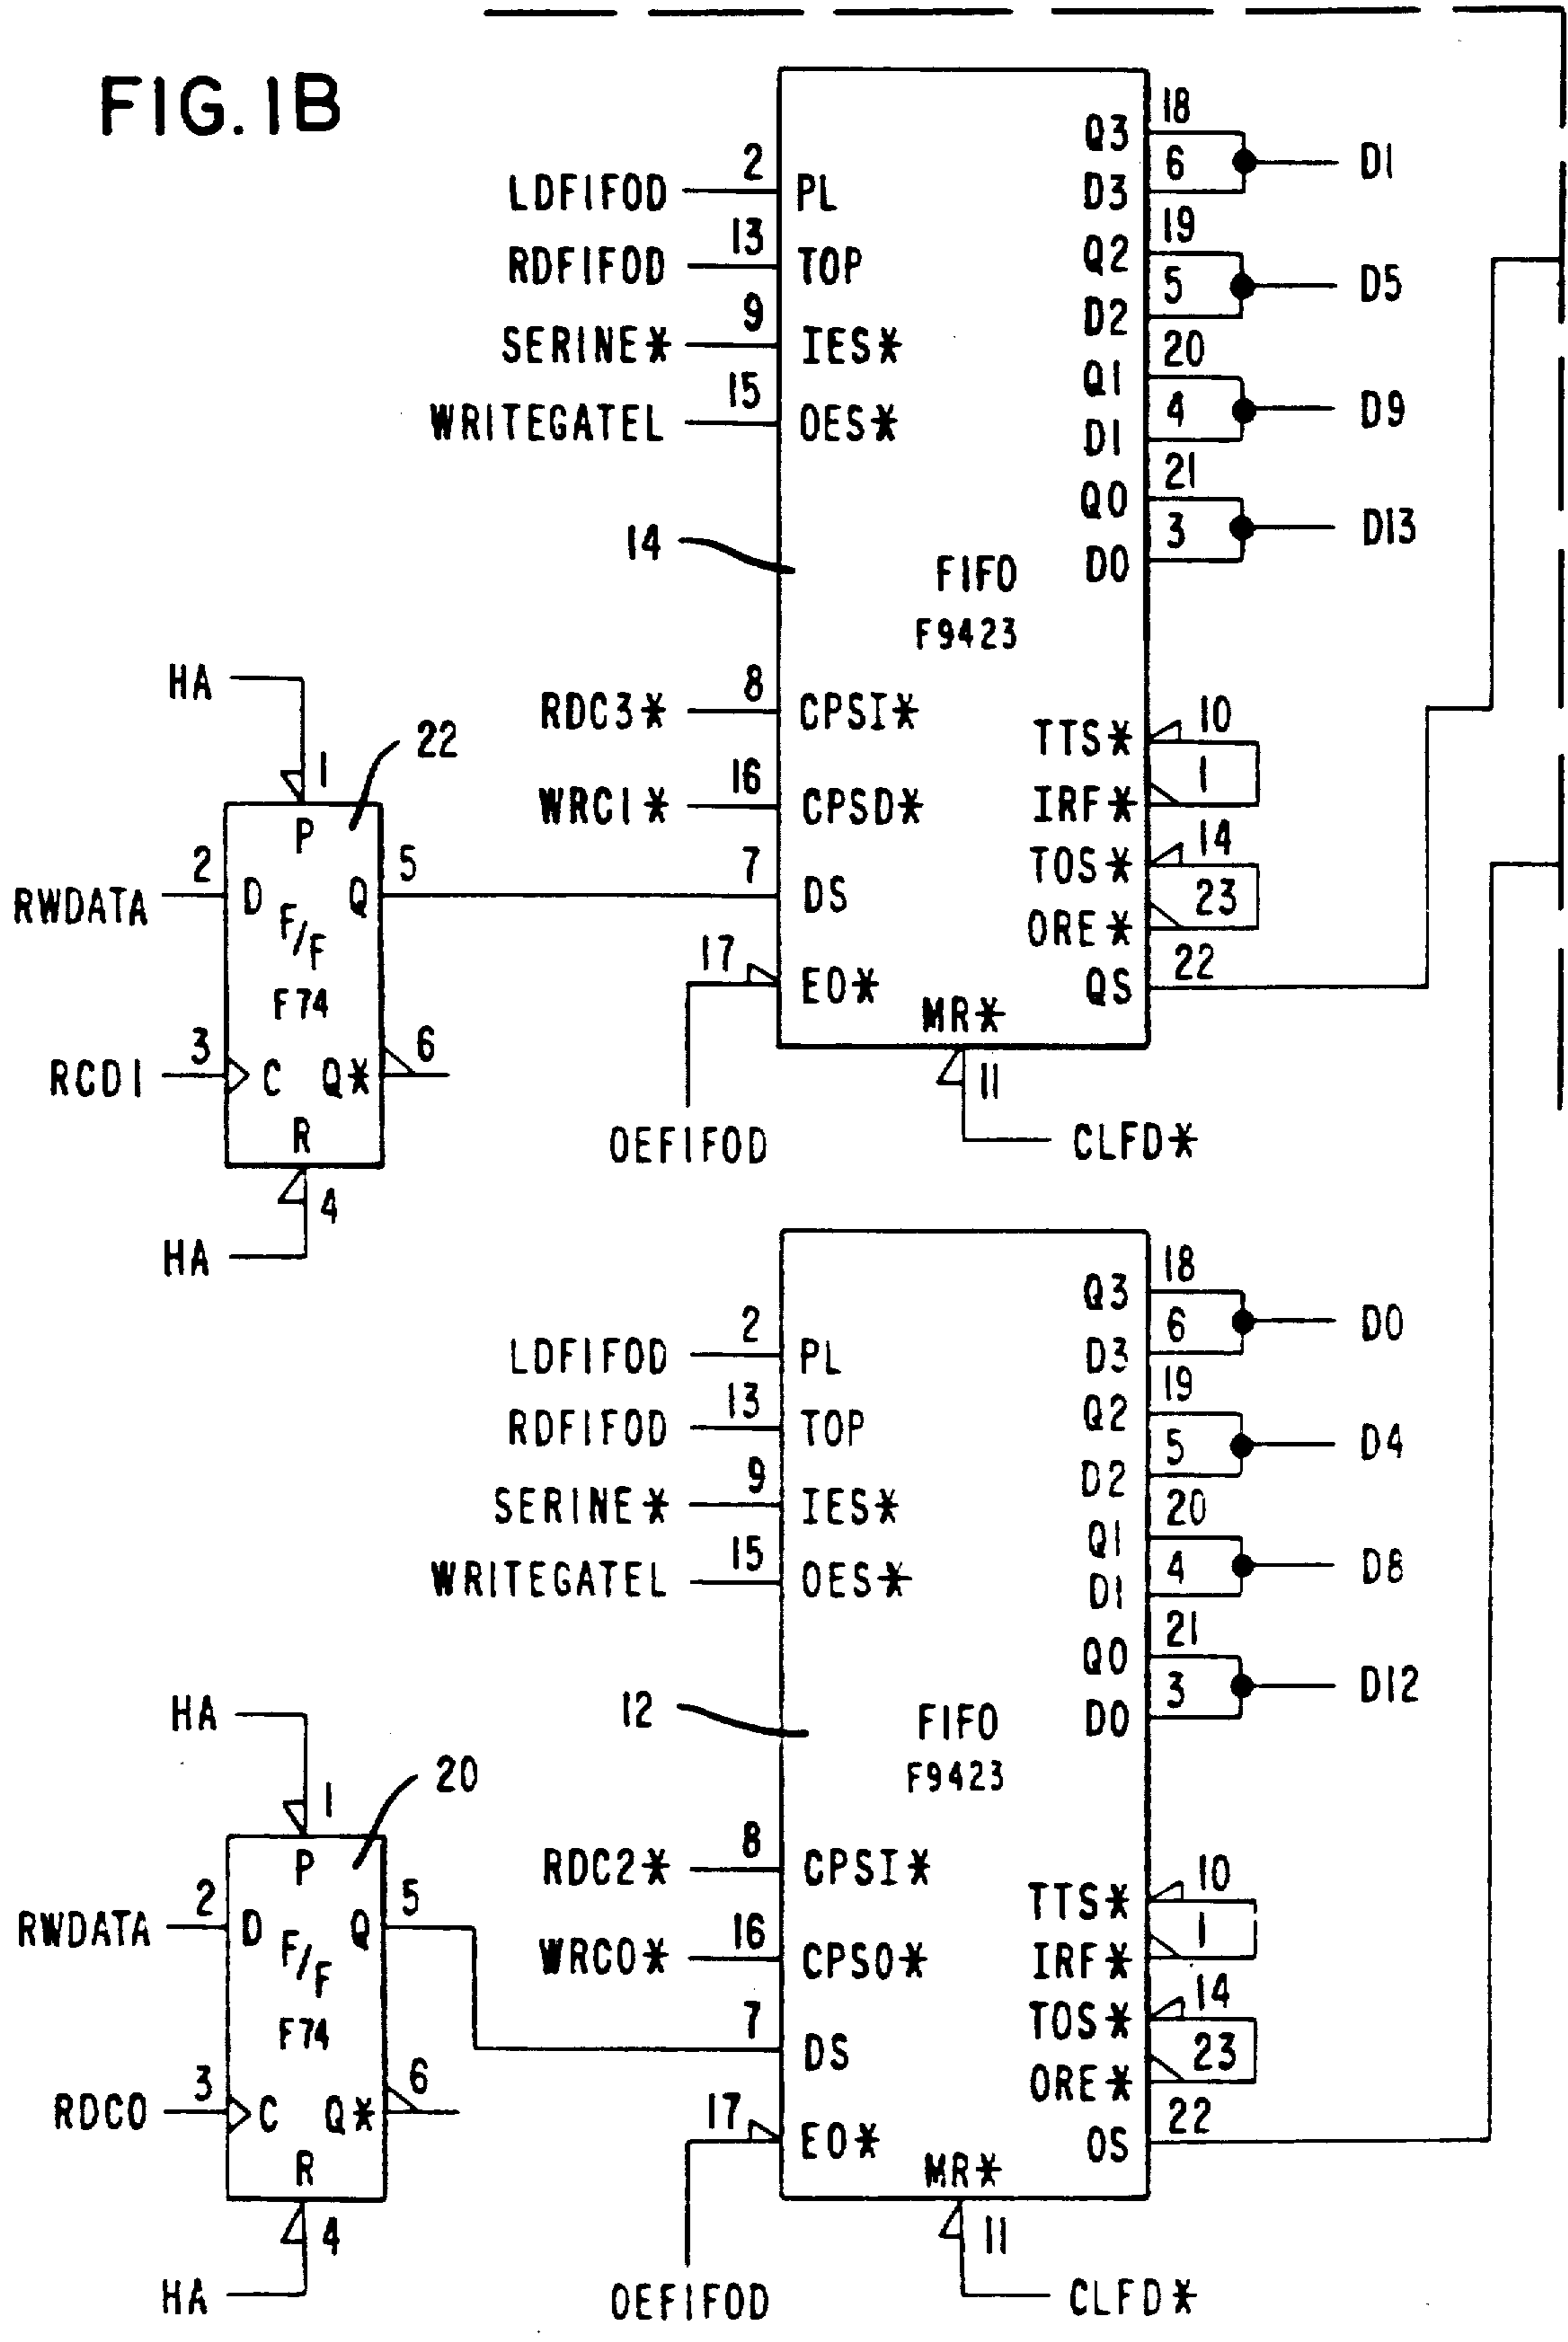 FIG. 1B
18
Q3
D1
6
D3
2
LDFIFOD
PL
19
Q2
13
RDFIFOD
TOP
5
D5
D2
9
SERINE*
IES*
20
Q1
15
WRITEGATEL
OES*
4
D9
D1
21
Q0
3
D13
D0
14
FIFO
F9423
HA
8
RDC3*
CPSI*
10
TTS*
22
1
1
IRF*
P
16
WRC1*
CPSD*
14
TOS*
2
5
7
RWDATA
D
Q
DS
23
ORE*
F/F
F74
17
EO*
22
QS
MR*
3
6
RCD1
C
Q*
11
R
OEFIFOD
CLFD*
4
HA
18
Q3
D0
6
D3
2
LDFIFOD
PL
19
Q2
13
RDFIFOD
TOP
5
D4
D2
9
SERINE*
IES*
20
Q1
15
WRITEGATEL
OES*
4
D8
D1
21
Q0
3
D12
D0
12
FIFO
F9423
HA
20
1
8
RDC2*
CPSI*
10
TTS*
P
1
IRF*
2
5
16
RWDATA
D
Q
WRC0*
CPSO*
F/F
14
TOS*
F74
7
DS
23
ORE*
3
6
RDC0
C
Q*
17
EO*
22
OS
R
MR*
4
11
HA
OEFIFOD
CLFD*